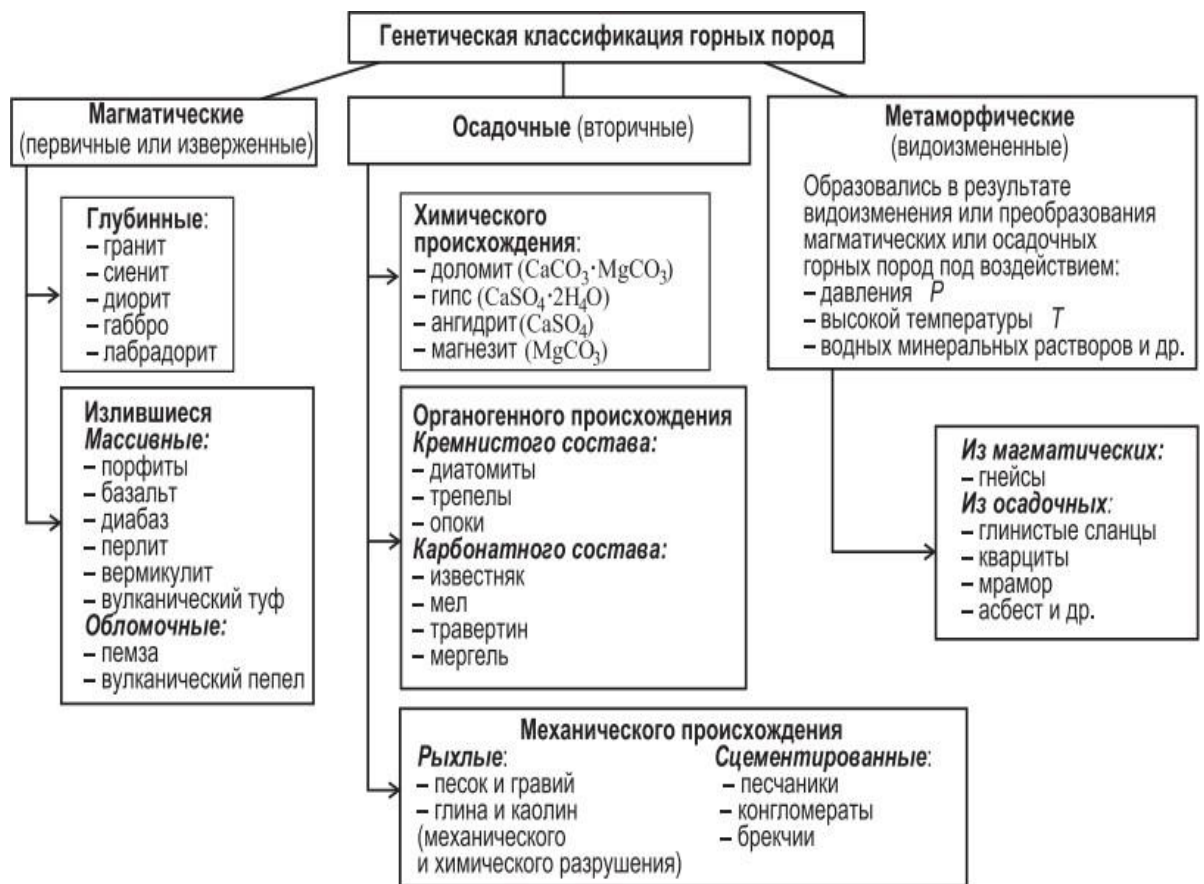 Генетическая классификация горных пород
Магматические
(первичные или изверженные)
Глубинные:
– гранит
– сиенит
– диорит
– габбро
– лабрадорит
Излившиеся
Массивные:
– порфиты
– базальт
– диабаз
– перлит
– вермикулит
– вулканический туф
Обломочные:
– пемза
– вулканический пепел
Осадочные (вторичные)
Химического
происхождения:
– доломит (CaCO₃·MgCO₃)
– гипс (CaSO₄·2H₄O)
– ангидрит(CaSO₄)
– магнезит (MgCO₃)
Органогенного происхождения
Кремнистого состава:
– диатомиты
– трепелы
– опоки
Карбонатного состава:
– известняк
– мел
– травертин
– мергель
Механического происхождения
Рыхлые:
– песок и гравий
– глина и каолин
(механического
и химического разрушения)
Сцементированные:
– песчаники
– конгломераты
– брекчии
Метаморфические
(видоизмененные)
Образовались в результате
видоизменения или преобразования
магматических или осадочных
горных пород под воздействием:
– давления P
– высокой температуры T
– водных минеральных растворов и др.
Из магматических:
– гнейсы
Из осадочных:
– глинистые сланцы
– кварциты
– мрамор
– асбест и др.